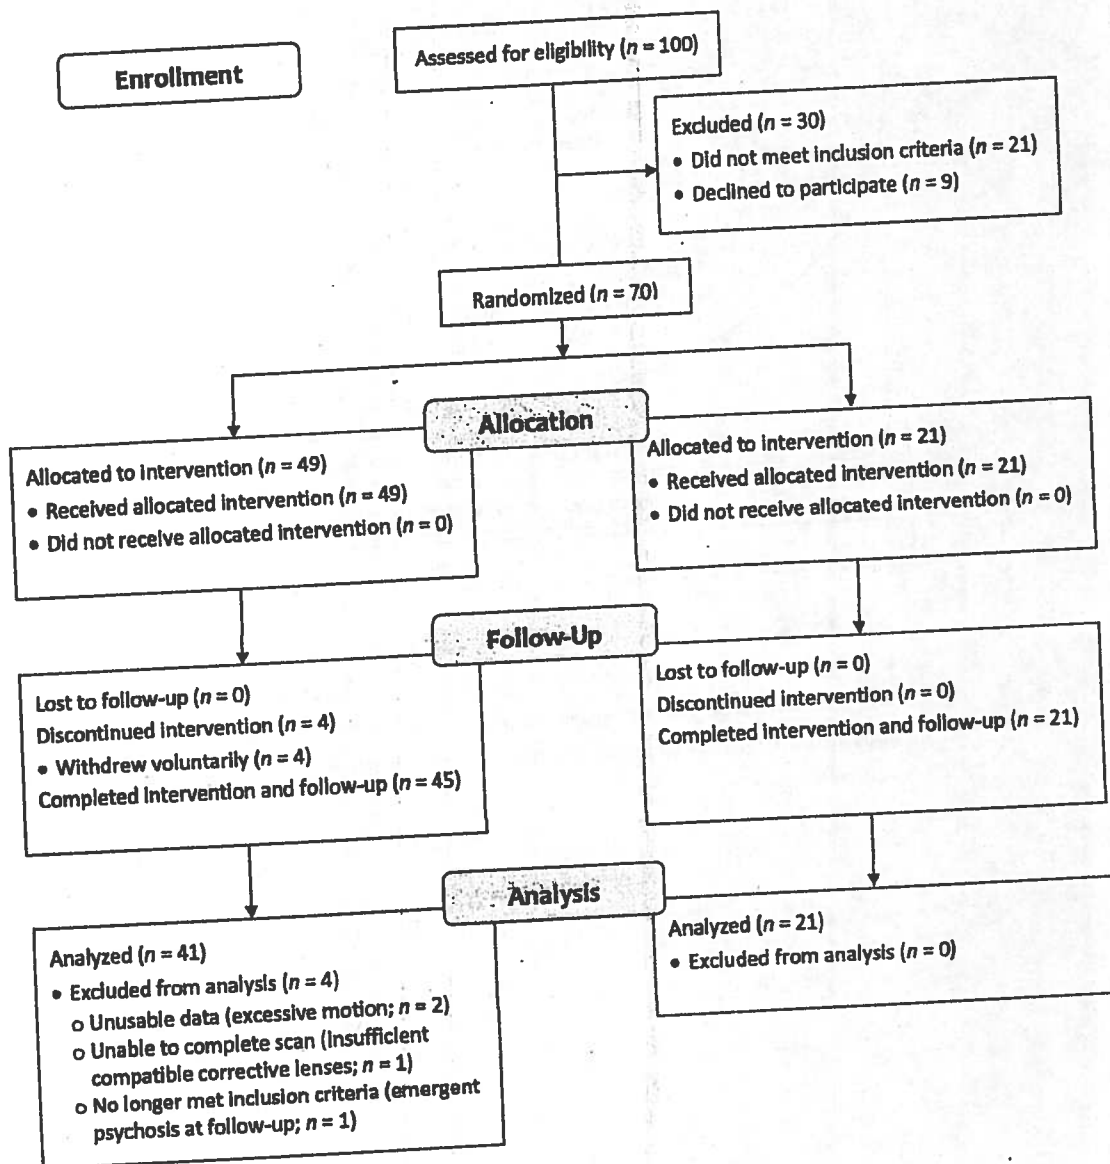 Enrollment
Assessed for eligibility (n = 100)
Excluded (n = 30)
• Did not meet inclusion criteria (n = 21)
• Declined to participate (n = 9)
Randomized (n = 70)
Allocation
Allocated to intervention (n = 49)
• Received allocated intervention (n = 49)
• Did not receive allocated intervention (n = 0)
Allocated to intervention (n = 21)
• Received allocated intervention (n = 21)
• Did not receive allocated intervention (n = 0)
Follow-Up
Lost to follow-up (n = 0)
Discontinued intervention (n = 4)
• Withdrew voluntarily (n = 4)
Completed intervention and follow-up (n = 45)
Lost to follow-up (n = 0)
Discontinued intervention (n = 0)
Completed intervention and follow-up (n = 21)
Analysis
Analyzed (n = 41)
• Excluded from analysis (n = 4)
o Unusable data (excessive motion; n = 2)
o Unable to complete scan (insufficient
compatible corrective lenses; n = 1)
o No longer met inclusion criteria (emergent
psychosis at follow-up; n = 1)
Analyzed (n = 21)
• Excluded from analysis (n = 0)